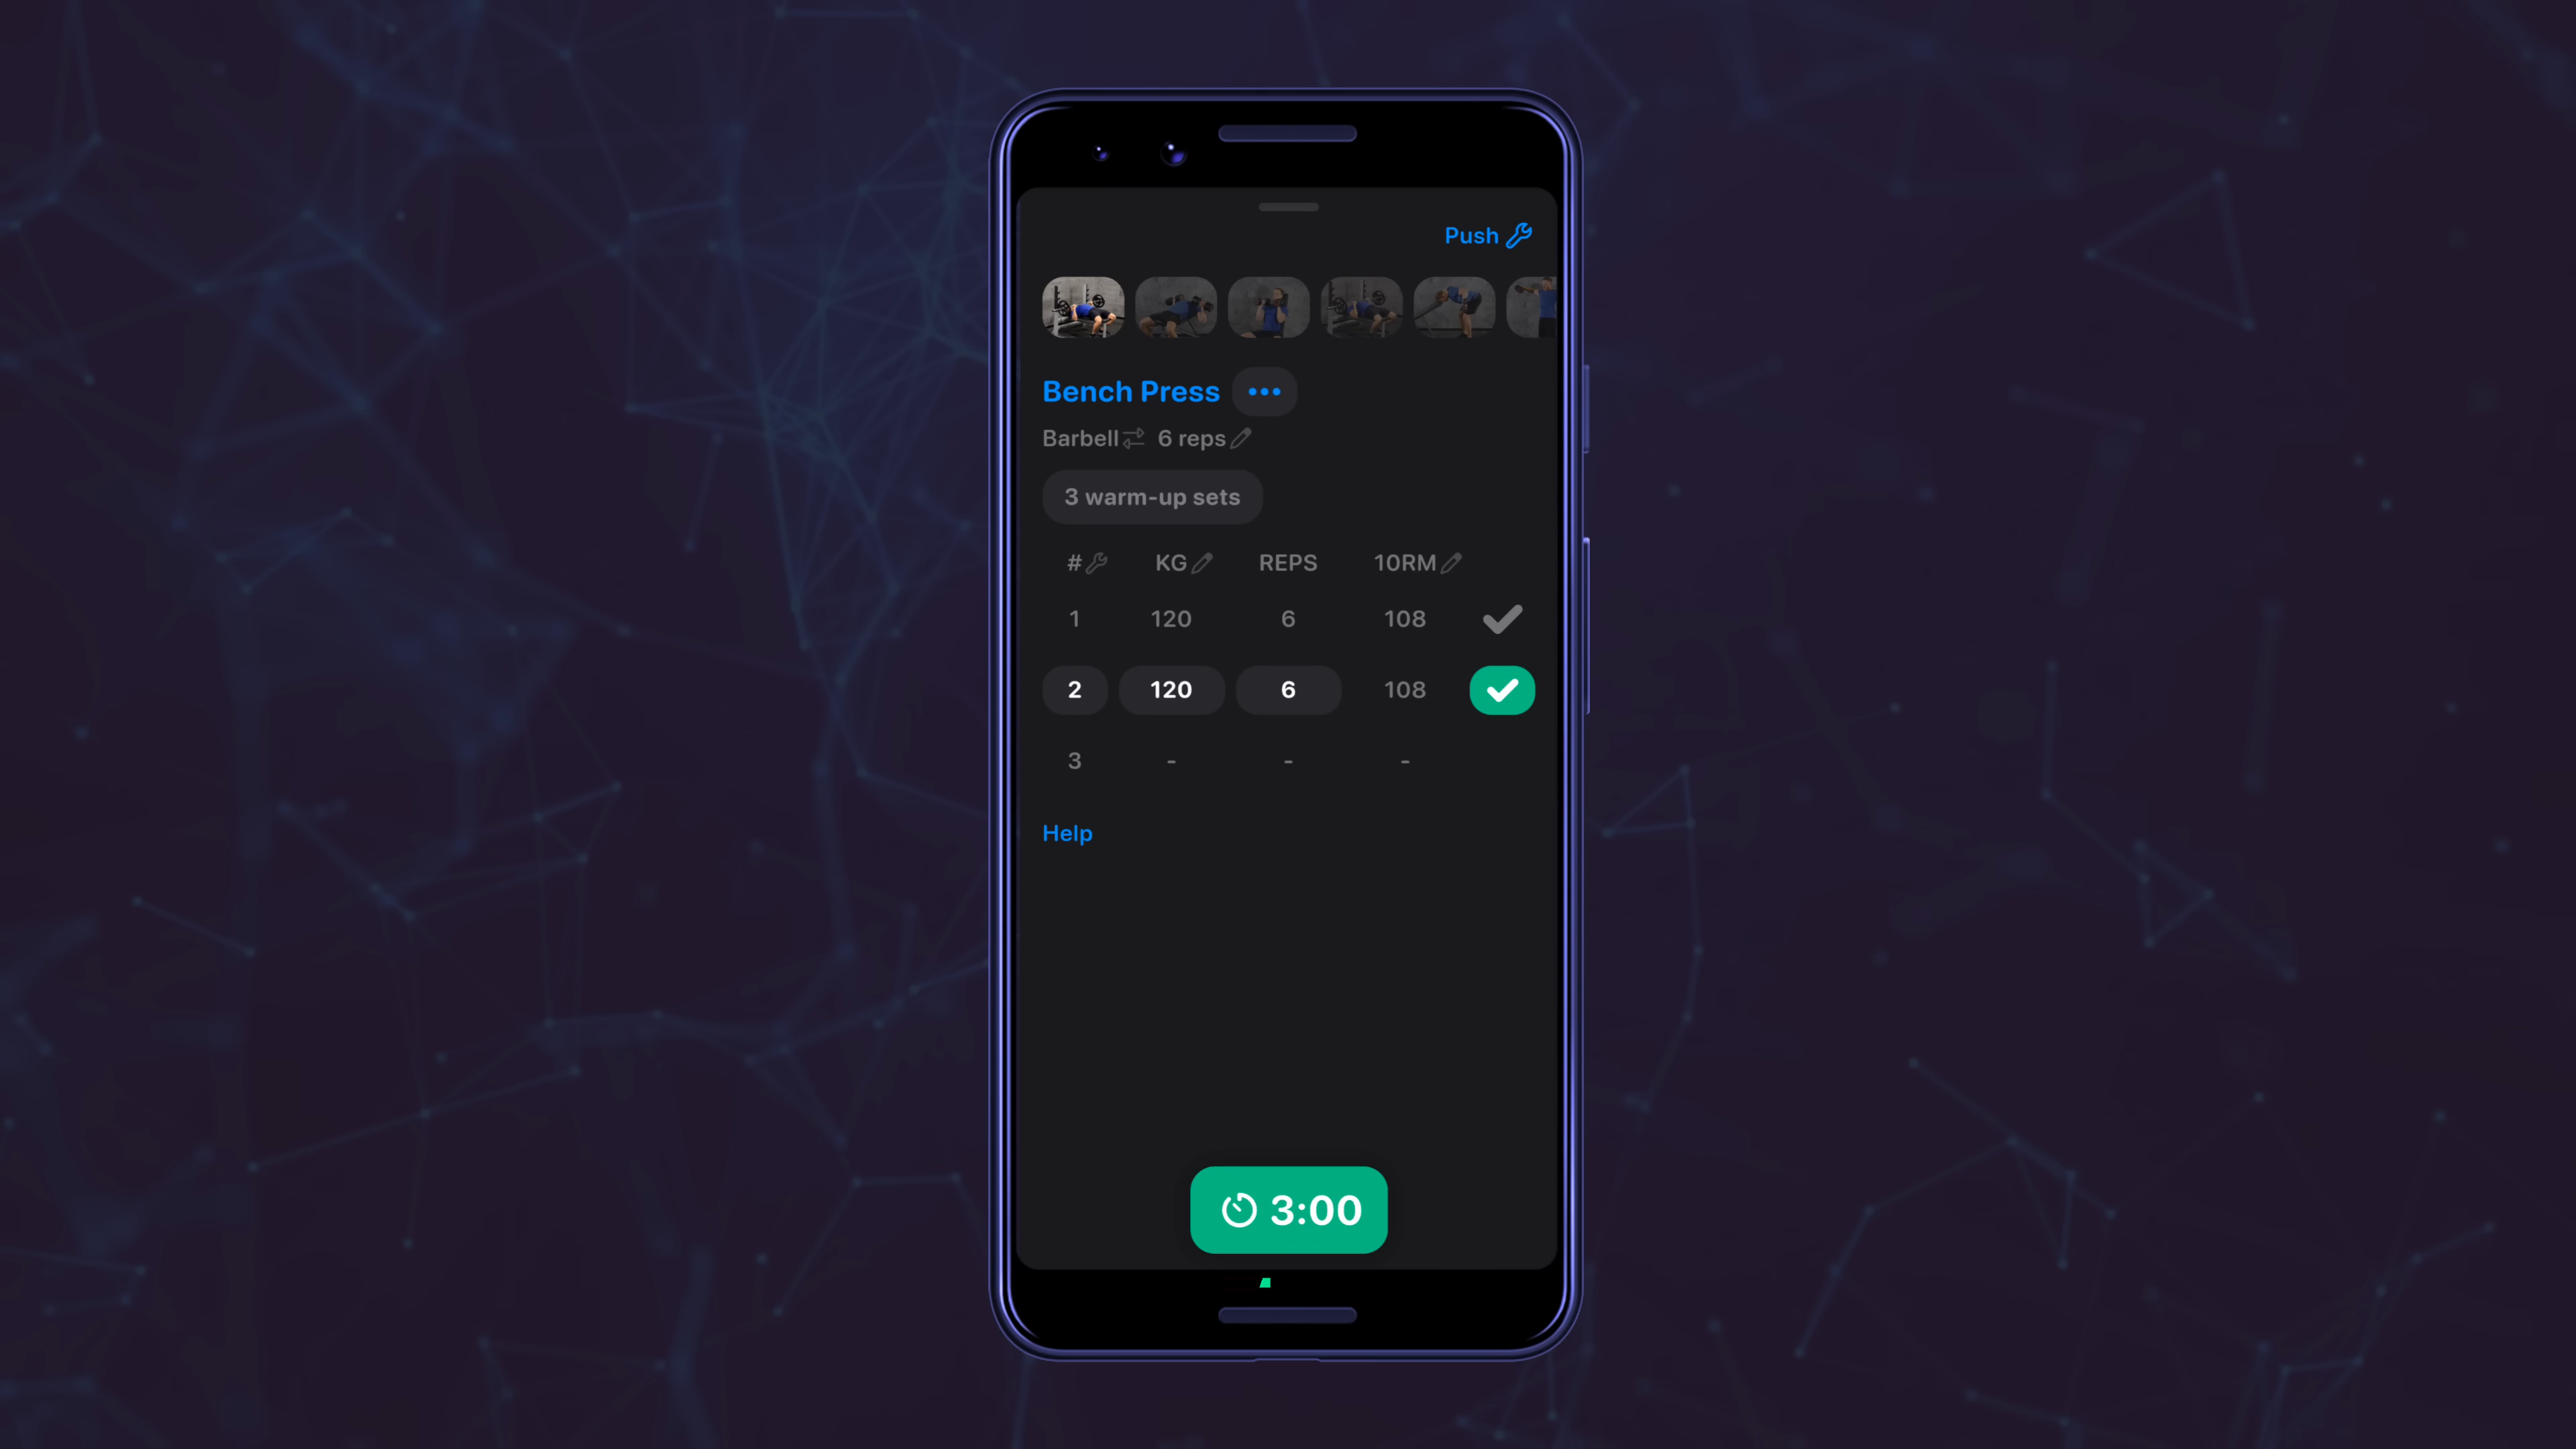 Push
Bench Press
Barbell 6 reps
3 warm-up sets
# KG REPS 10RM
1 120 6 108
2 120 6 108
3 - - -
Help
3:00